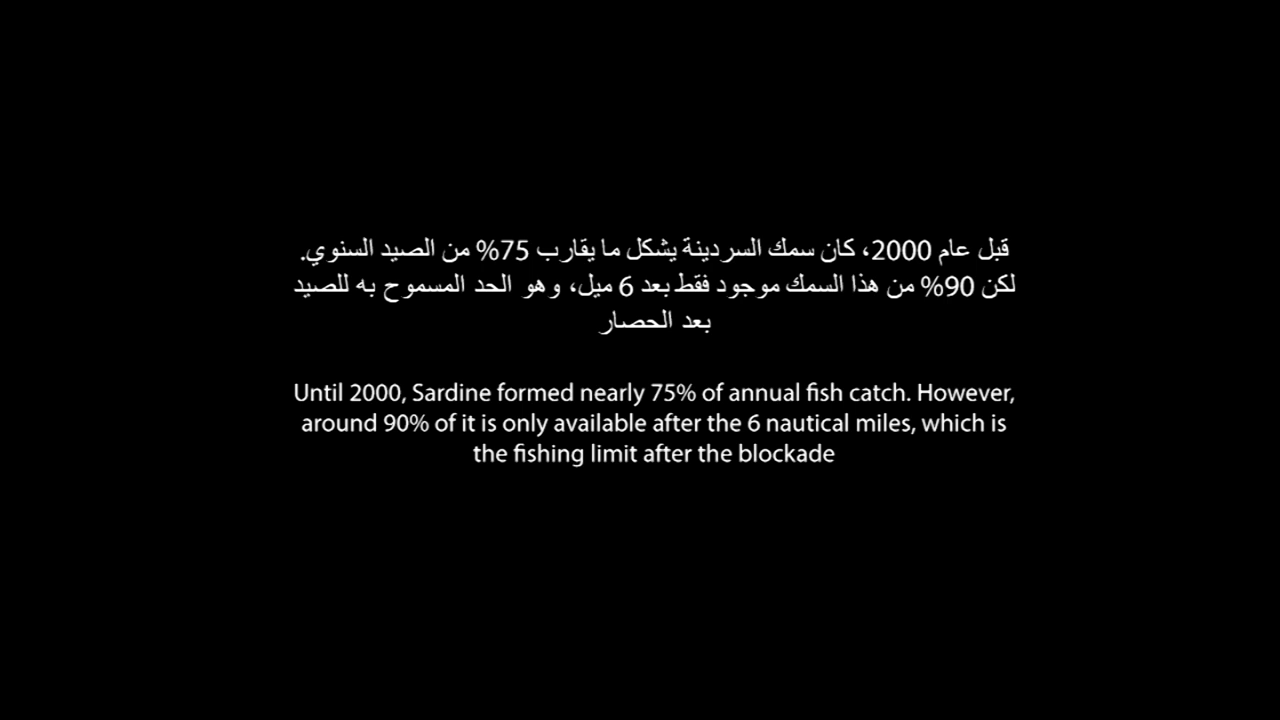 قبل عام 2000، كان سمك السردينة يشكل ما يقارب 75% من الصيد السنوي.
لكن 90% من هذا السمك موجود فقط بعد 6 ميل، وهو الحد المسموح به للصيد
بعد الحصار
Until 2000, Sardine formed nearly 75% of annual fish catch. However,
around 90% of it is only available after the 6 nautical miles, which is
the fishing limit after the blockade